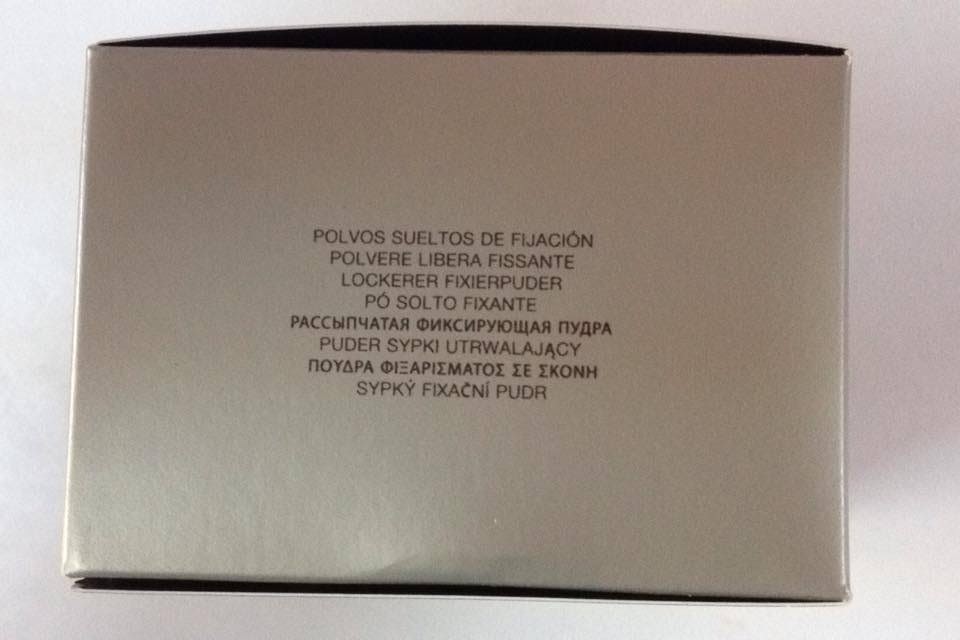 POLVOS SUELTOS DE FIJACIÓN
POLVERE LIBERA FISSANTE
LOCKERER FIXIERPUDER
PÓ SOLTO FIXANTE
РАССЫПЧАТАЯ ФИКСИРУЮЩАЯ ПУДРА
PUDER SYPKI UTRWALAJĄCY
ΠΟΥΔΡΑ ΦΙΞΑΡΙΣΜΑΤΟΣ ΣΕ ΣΚΟΝΗ
SYPKÝ FIXAČNÍ PUDR